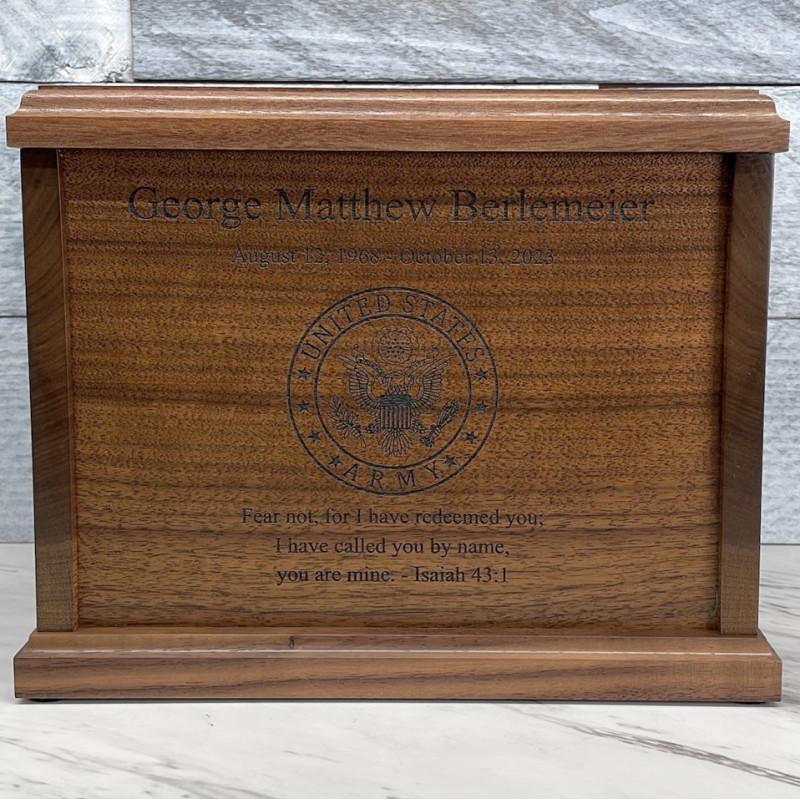 George Matthew Berlemeier
August 12, 1968 - October 13, 2023
UNITED STATES
ARMY
Fear not, for I have redeemed you;
I have called you by name,
you are mine. - Isaiah 43:1